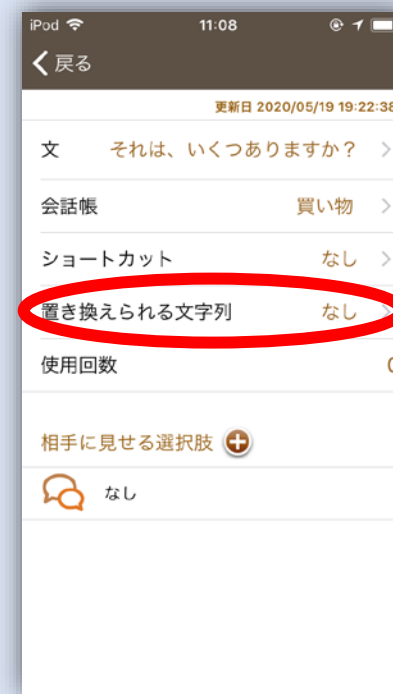 iPod 11:08
戻る
更新日 2020/05/19 19:22:38
文 それは、いくつありますか？
会話帳 買い物
ショートカット なし
置き換えられる文字列 なし
使用回数 0
相手に見せる選択肢
なし